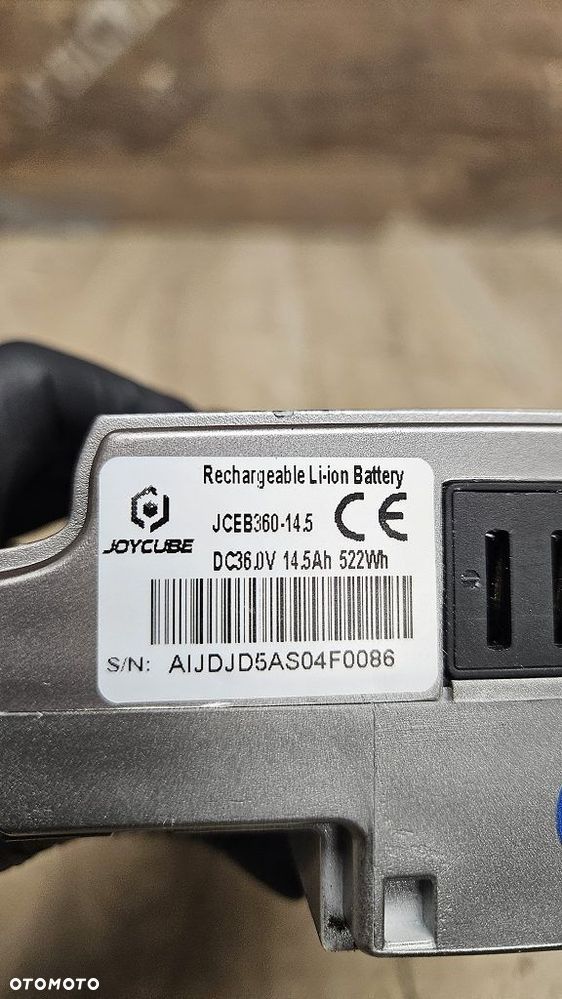 Rechargeable Li-ion Battery
JCEB360-14.5 CE
JOYCUBE
DC36.0V 14.5Ah 522Wh
S/N: AIJDJD5AS04F0086
OTOMOTO